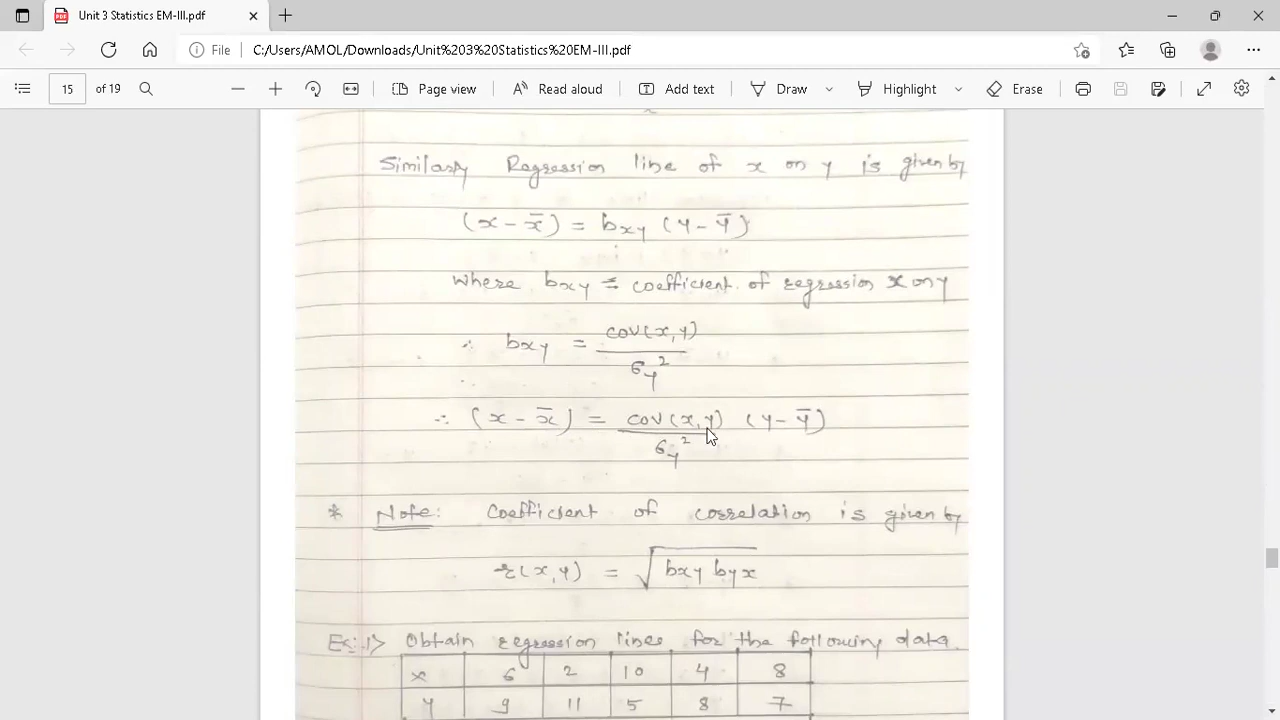 Unit 3 Statistics EM-III.pdf
File C:/Users/AMOL/Downloads/Unit%203%20Statistics%20EM-III.pdf
15 of 19 Page view Read aloud Add text Draw Highlight Erase
Similarly Regression line of x on y is given by
(x - x̄) = bxy (y - ȳ)
Where bxy = coefficient of regression x on y
∴ bxy = cov(x,y) / σy²
∴ (x - x̄) = cov(x,y) / σy² (y - ȳ)
* Note: Coefficient of correlation is given by
r(x,y) = √bxy byx
Ex:1> Obtain regression lines for the following data.
x 6 2 10 4 8
y 9 11 5 8 7